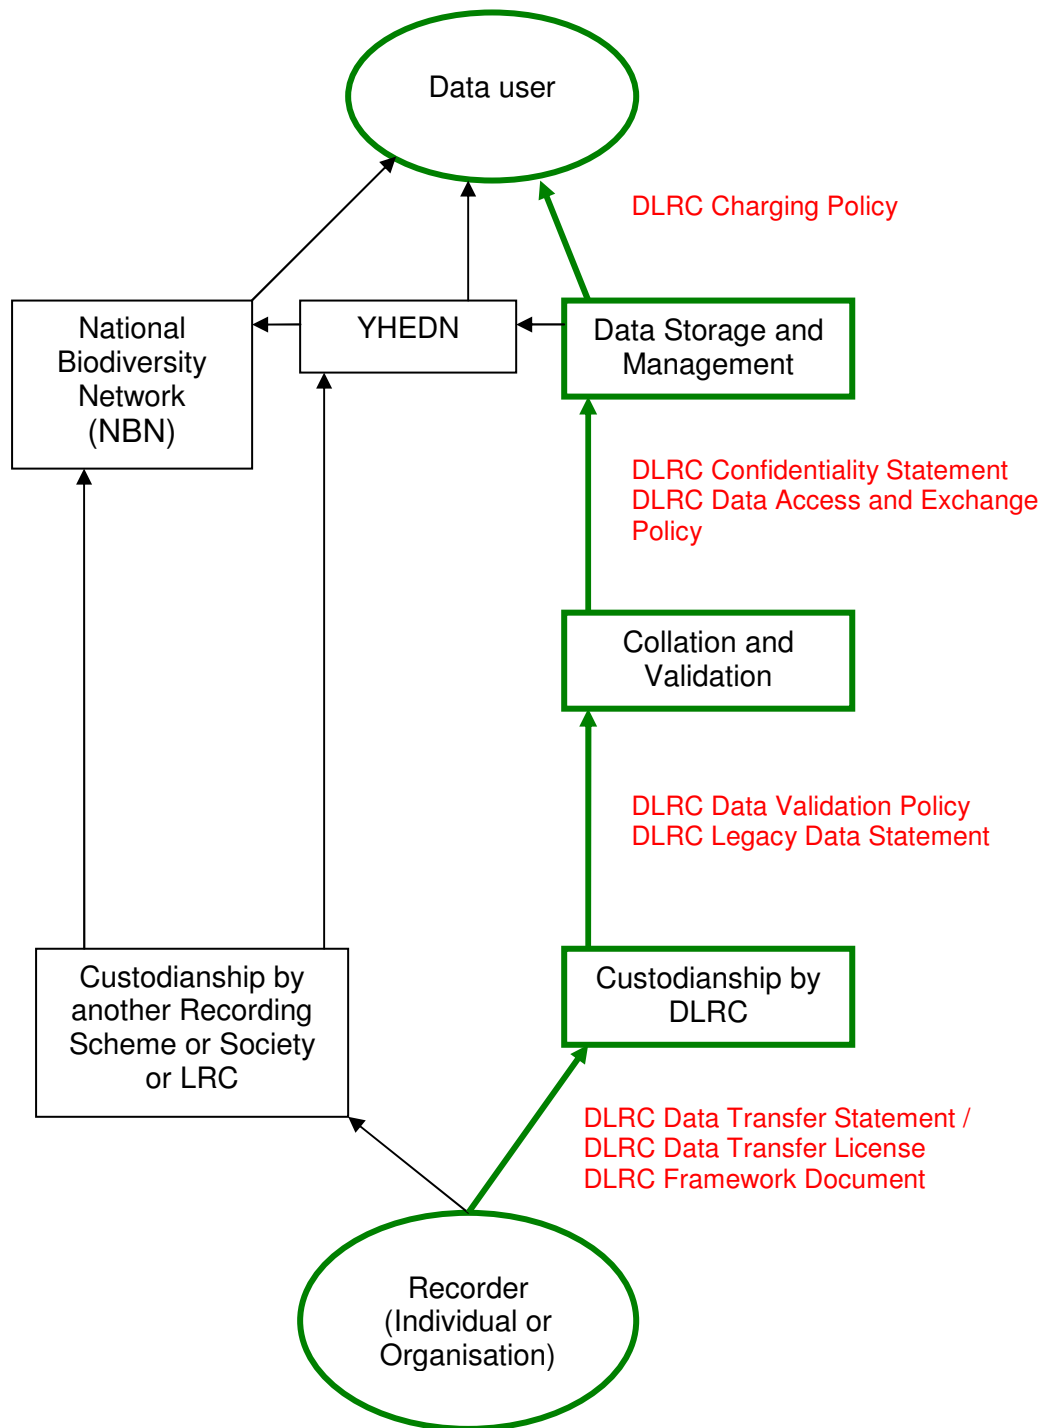 Data user
DLRC Charging Policy
National
Biodiversity
Network
(NBN)
YHEDN
Data Storage and
Management
DLRC Confidentiality Statement
DLRC Data Access and Exchange
Policy
Collation and
Validation
DLRC Data Validation Policy
DLRC Legacy Data Statement
Custodianship by
another Recording
Scheme or Society
or LRC
Custodianship by
DLRC
DLRC Data Transfer Statement /
DLRC Data Transfer License
DLRC Framework Document
Recorder
(Individual or
Organisation)